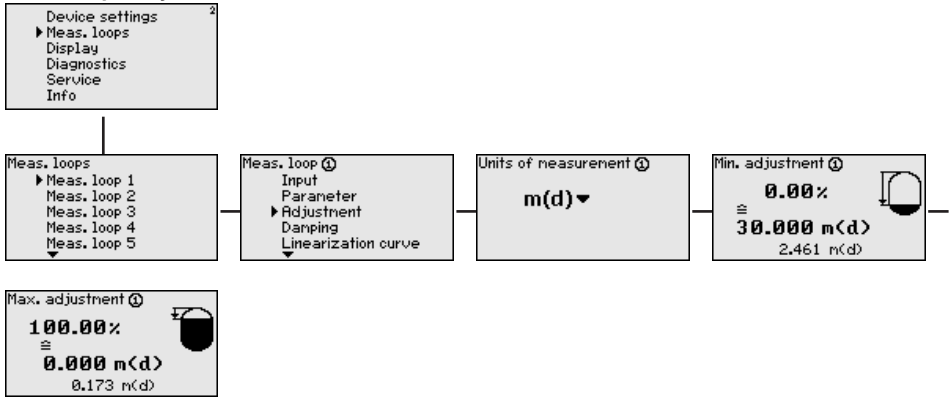 2
Device settings
Meas. loops
Display
Diagnostics
Service
Info
Meas. loops
Meas. loop 1
Meas. loop 2
Meas. loop 3
Meas. loop 4
Meas. loop 5
Meas. loop ①
Input
Parameter
Adjustment
Damping
Linearization curve
Units of measurement ①
m(d)
Min. adjustment ①
0.00%
≙
30.000 m(d)
2.461 m(d)
Max. adjustment ①
100.00%
≙
0.000 m(d)
0.173 m(d)